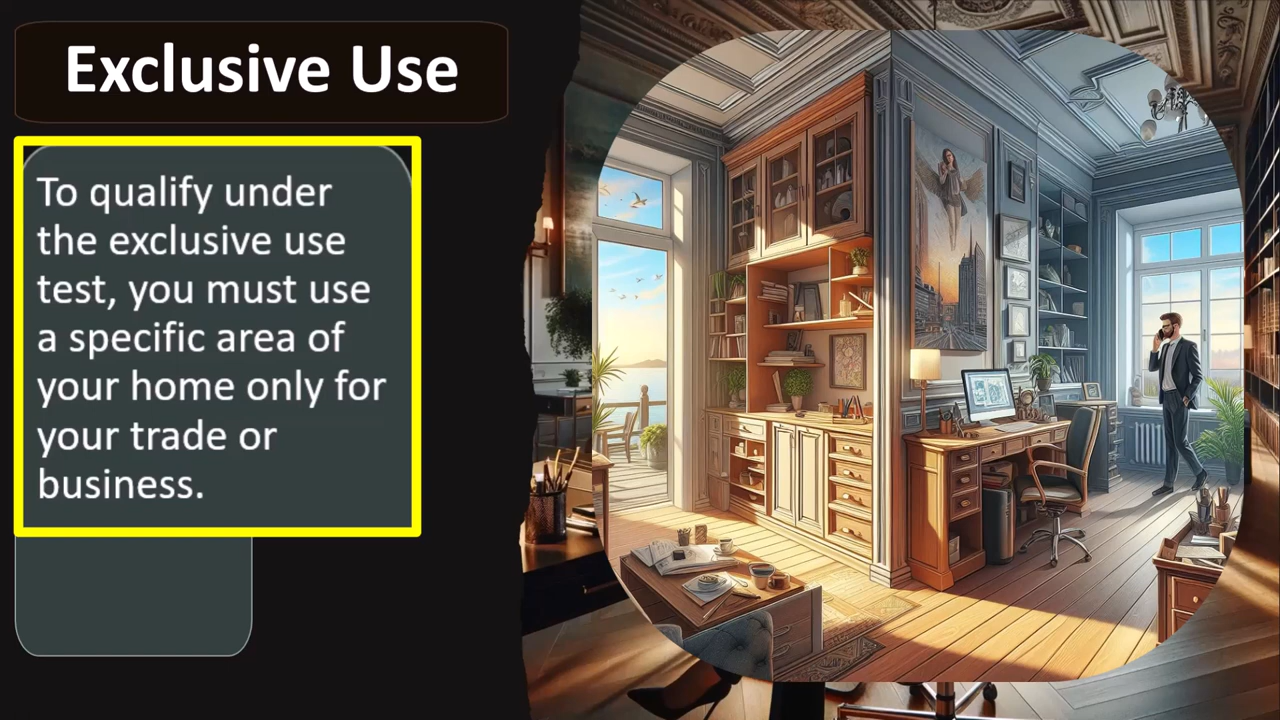 Exclusive Use
To qualify under
the exclusive use
test, you must use
a specific area of
your home only for
your trade or
business.